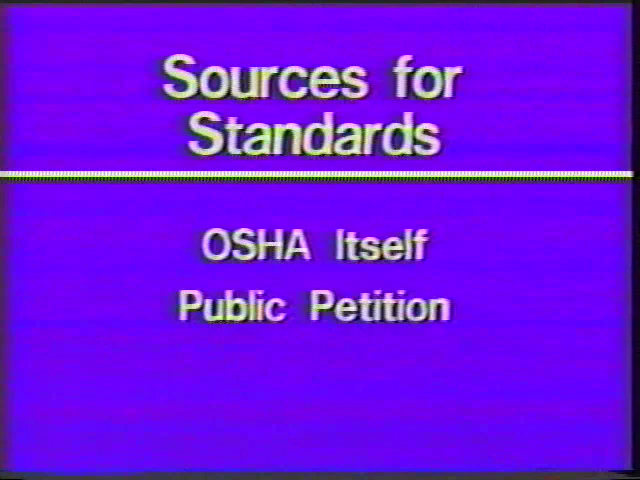 Sources for
Standards
OSHA Itself
Public Petition